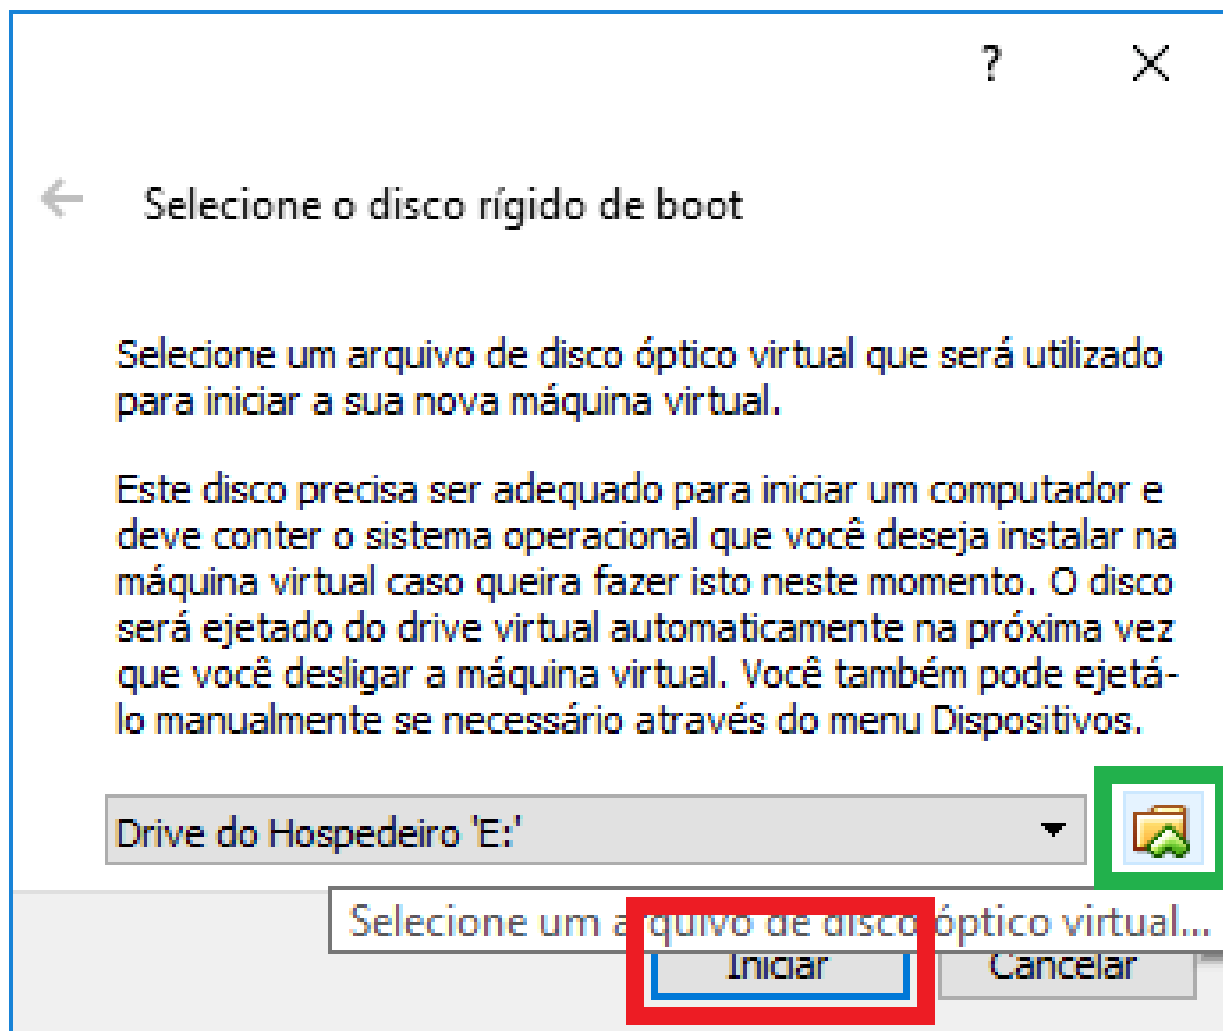 ?
Selecione o disco rígido de boot
Selecione um arquivo de disco óptico virtual que será utilizado
para iniciar a sua nova máquina virtual.
Este disco precisa ser adequado para iniciar um computador e
deve conter o sistema operacional que você deseja instalar na
máquina virtual caso queira fazer isto neste momento. O disco
será ejetado do drive virtual automaticamente na próxima vez
que você desligar a máquina virtual. Você também pode ejetá-
lo manualmente se necessário através do menu Dispositivos.
Drive do Hospedeiro 'E:'
Selecione um arquivo de disco óptico virtual...
Iniciar Cancelar